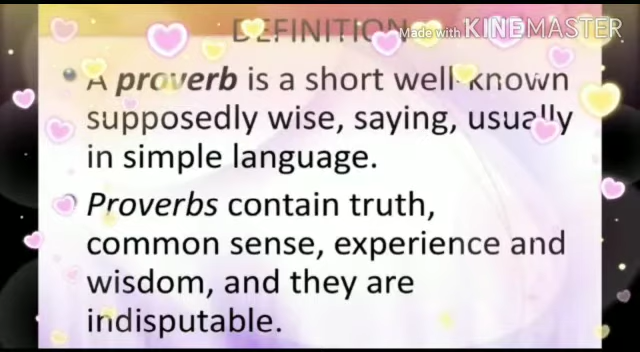 DEFINITION
Made with KINEMASTER
A proverb is a short well-known
supposedly wise, saying, usually
in simple language.
Proverbs contain truth,
common sense, experience and
wisdom, and they are
indisputable.